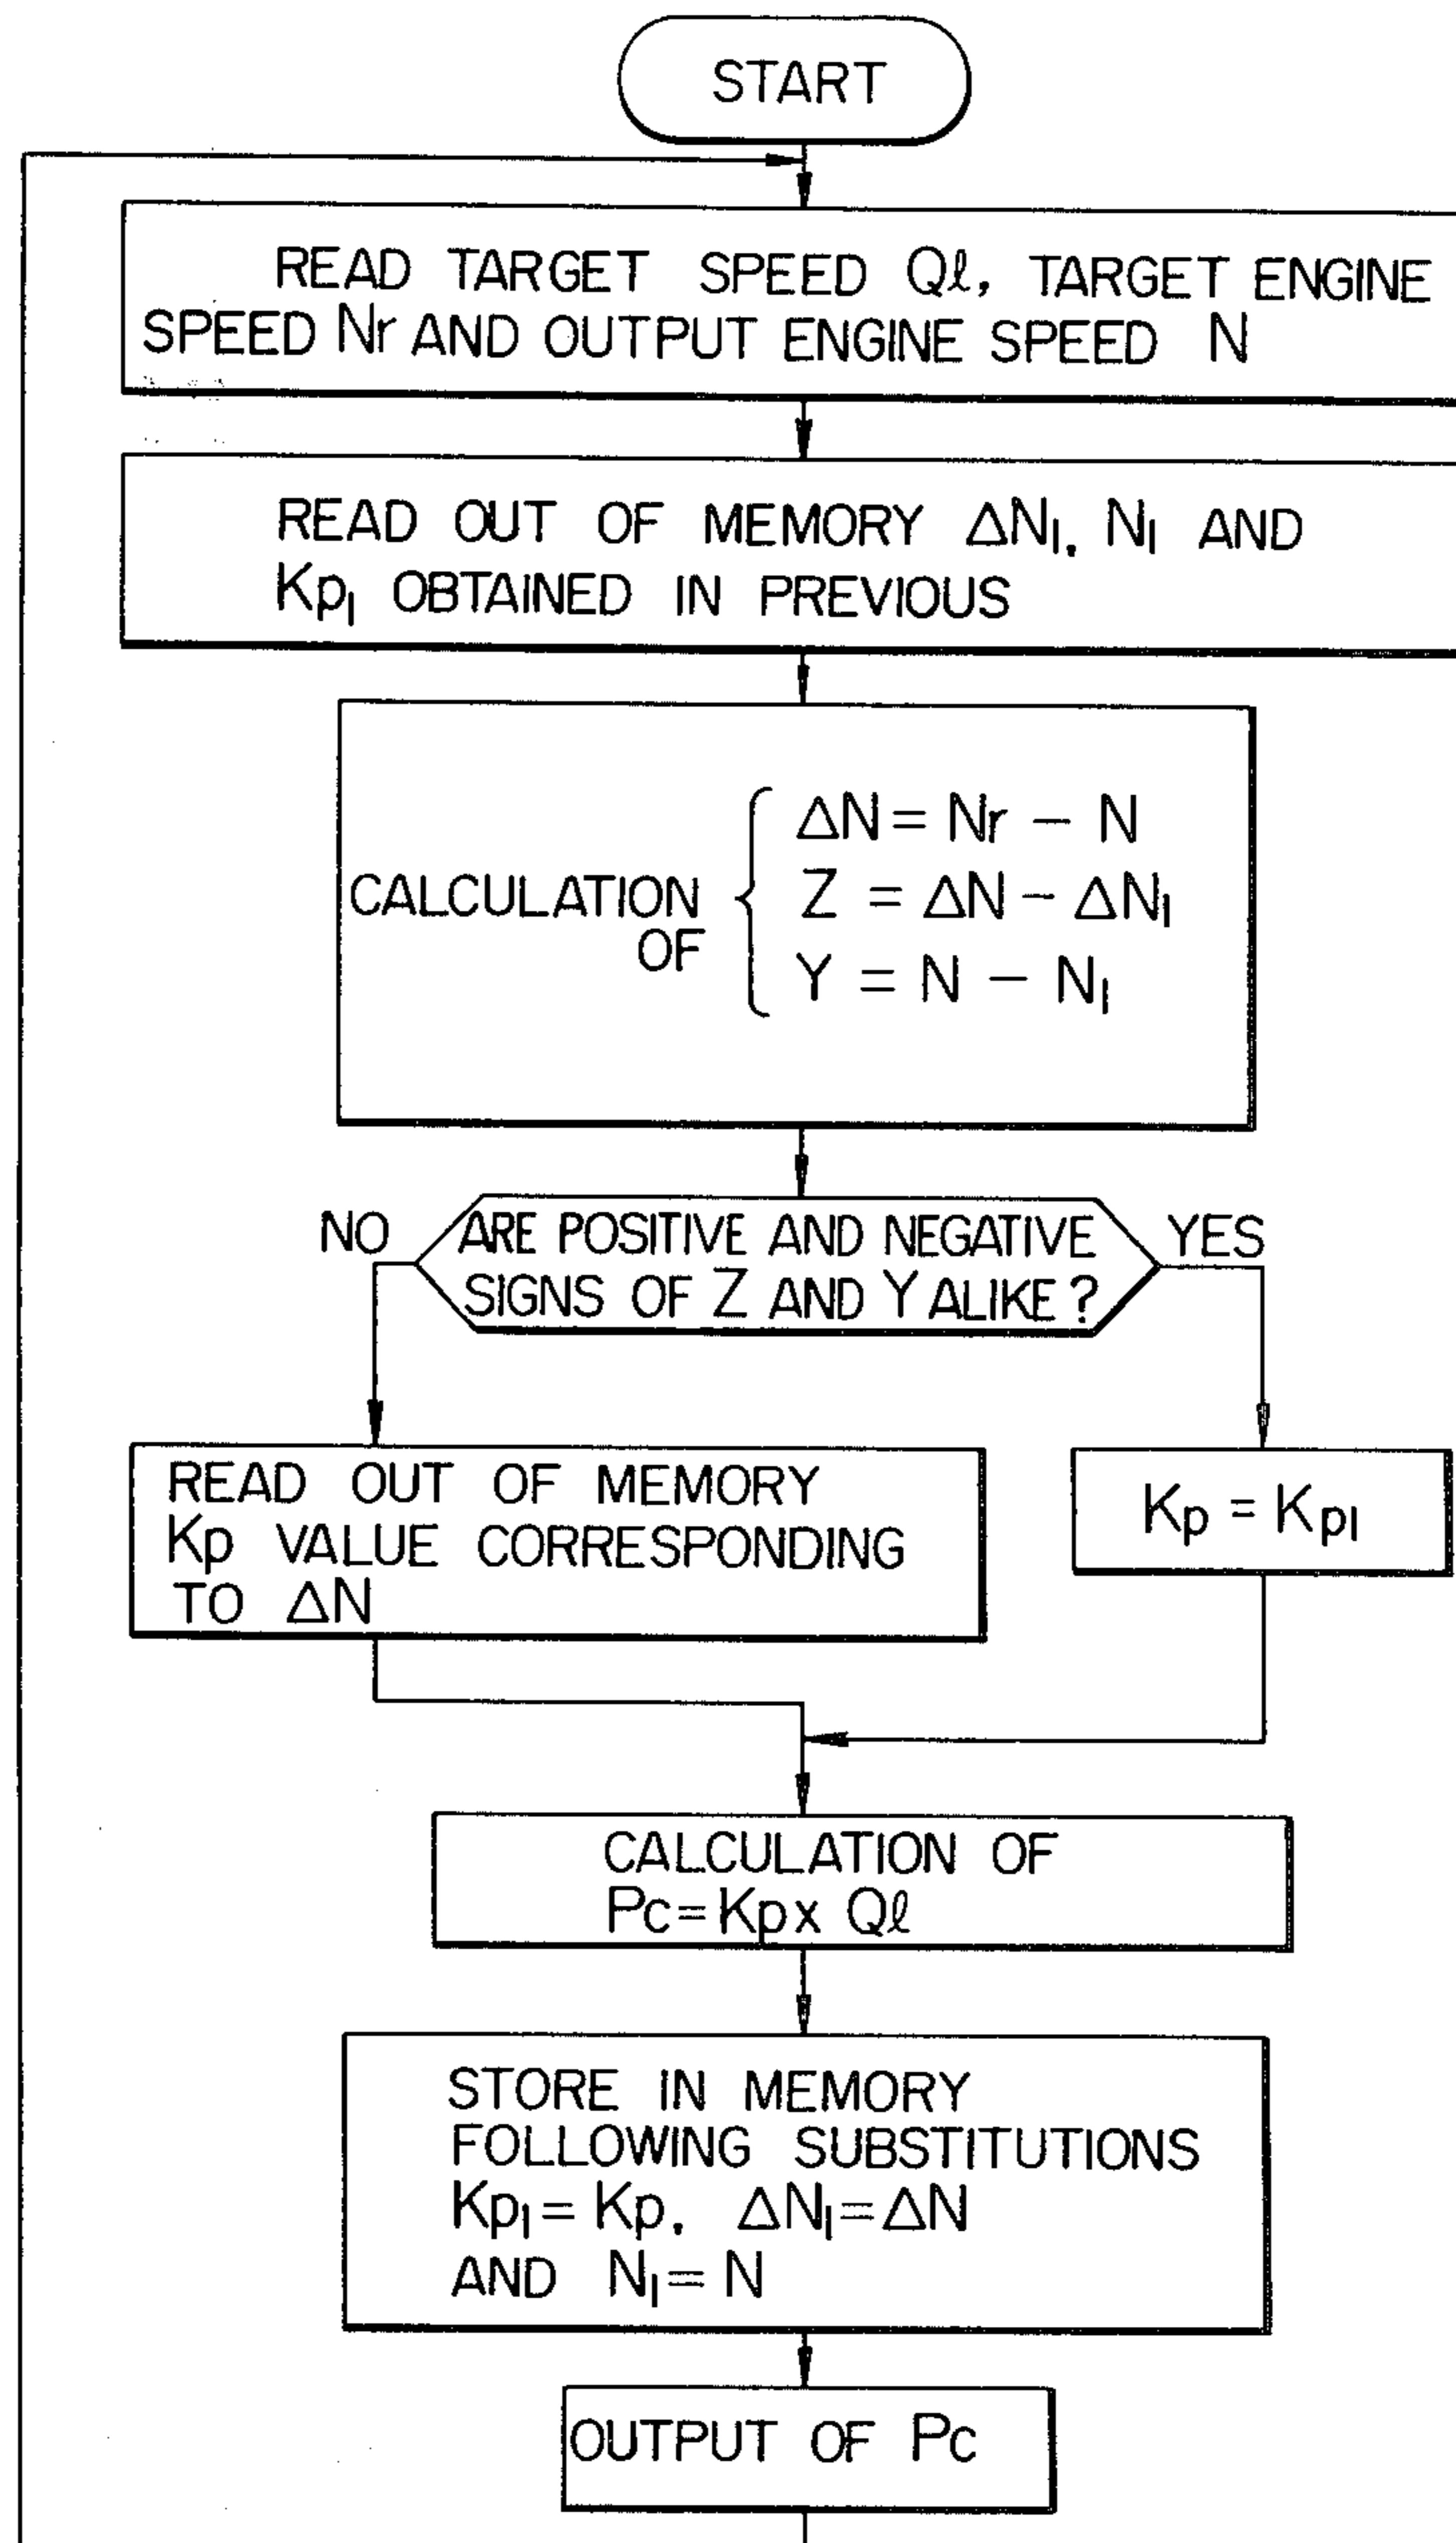 START
READ TARGET SPEED Qℓ, TARGET ENGINE
SPEED Nr AND OUTPUT ENGINE SPEED N
READ OUT OF MEMORY ΔN₁, N₁ AND
Kp₁ OBTAINED IN PREVIOUS
CALCULATION
OF
ΔN = Nr - N
Z = ΔN - ΔN₁
Y = N - N₁
NO
ARE POSITIVE AND NEGATIVE
SIGNS OF Z AND Y ALIKE?
YES
READ OUT OF MEMORY
Kp VALUE CORRESPONDING
TO ΔN
Kp = Kp₁
CALCULATION OF
Pc = Kp x Qℓ
STORE IN MEMORY
FOLLOWING SUBSTITUTIONS
Kp₁ = Kp, ΔN₁ = ΔN
AND N₁ = N
OUTPUT OF Pc